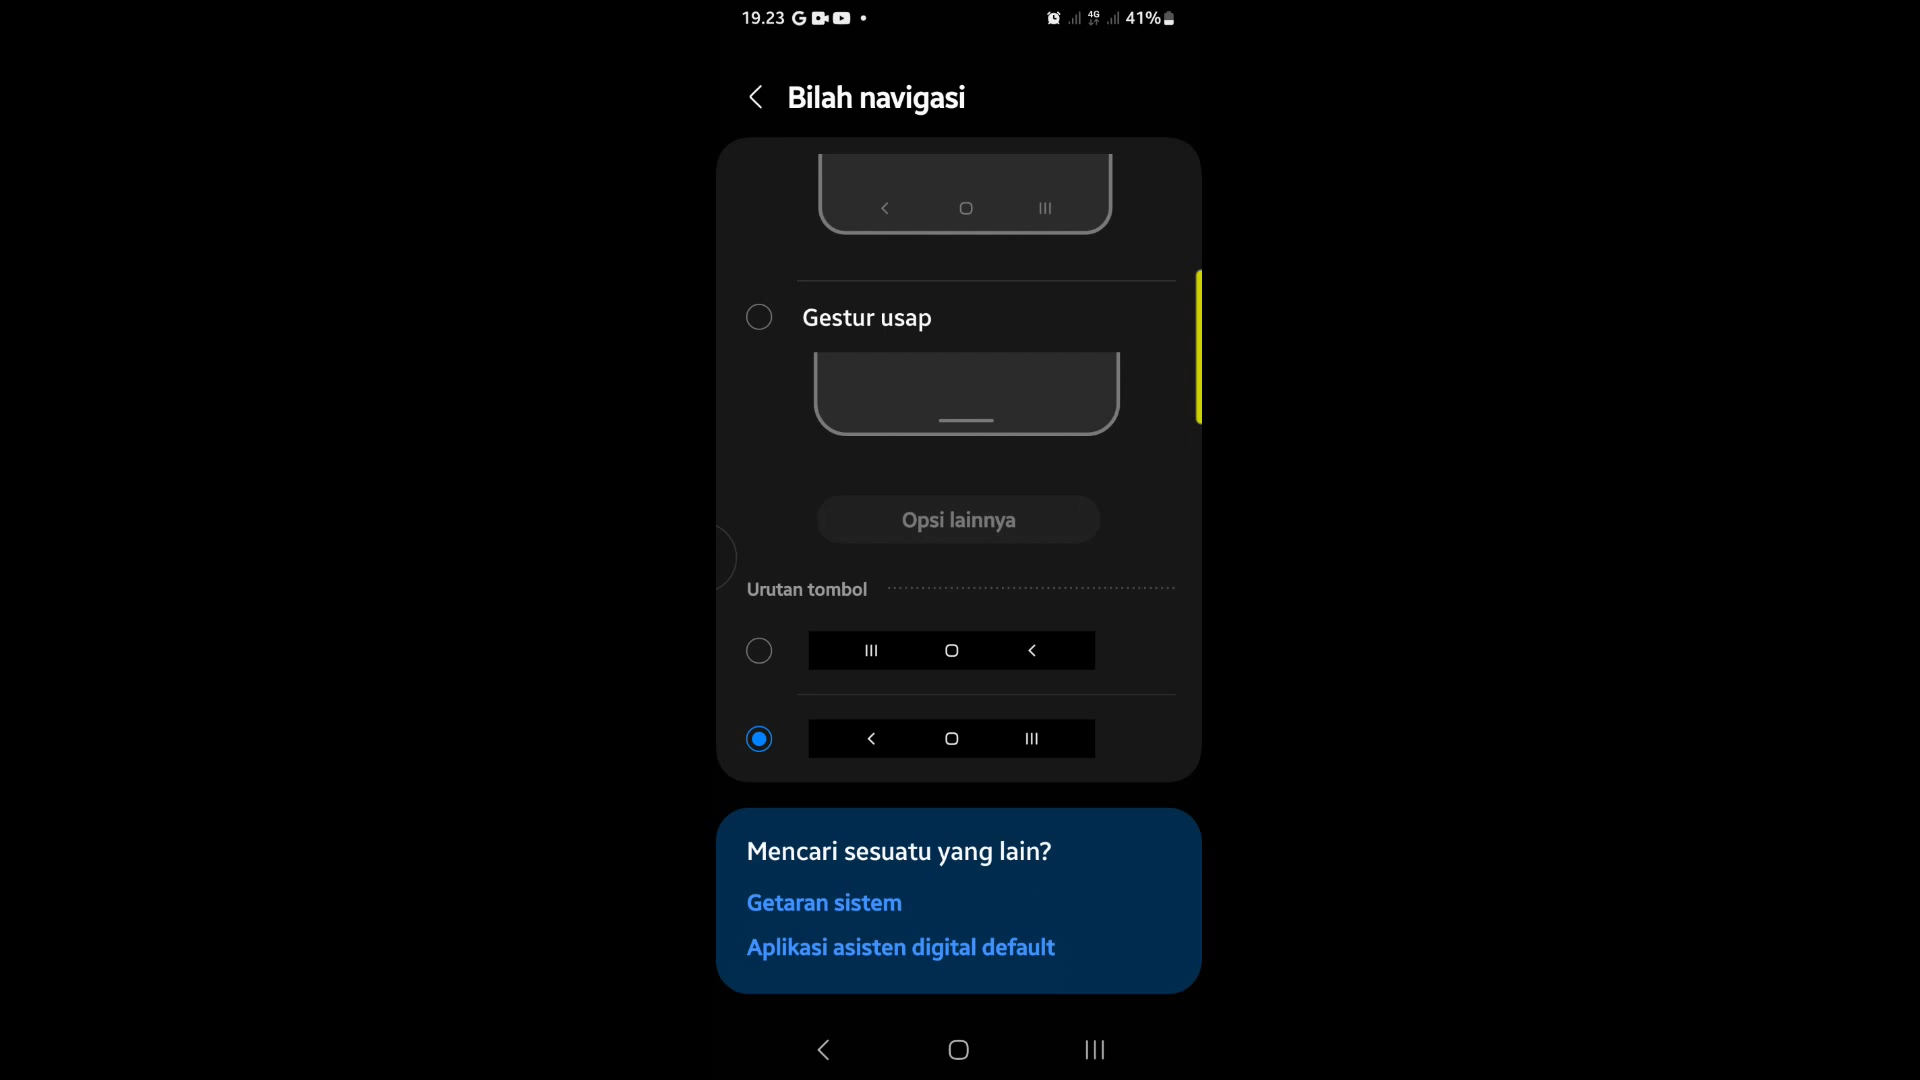 19.23 G 4G 41%
Bilah navigasi
Gestur usap
Opsi lainnya
Urutan tombol
Mencari sesuatu yang lain?
Getaran sistem
Aplikasi asisten digital default